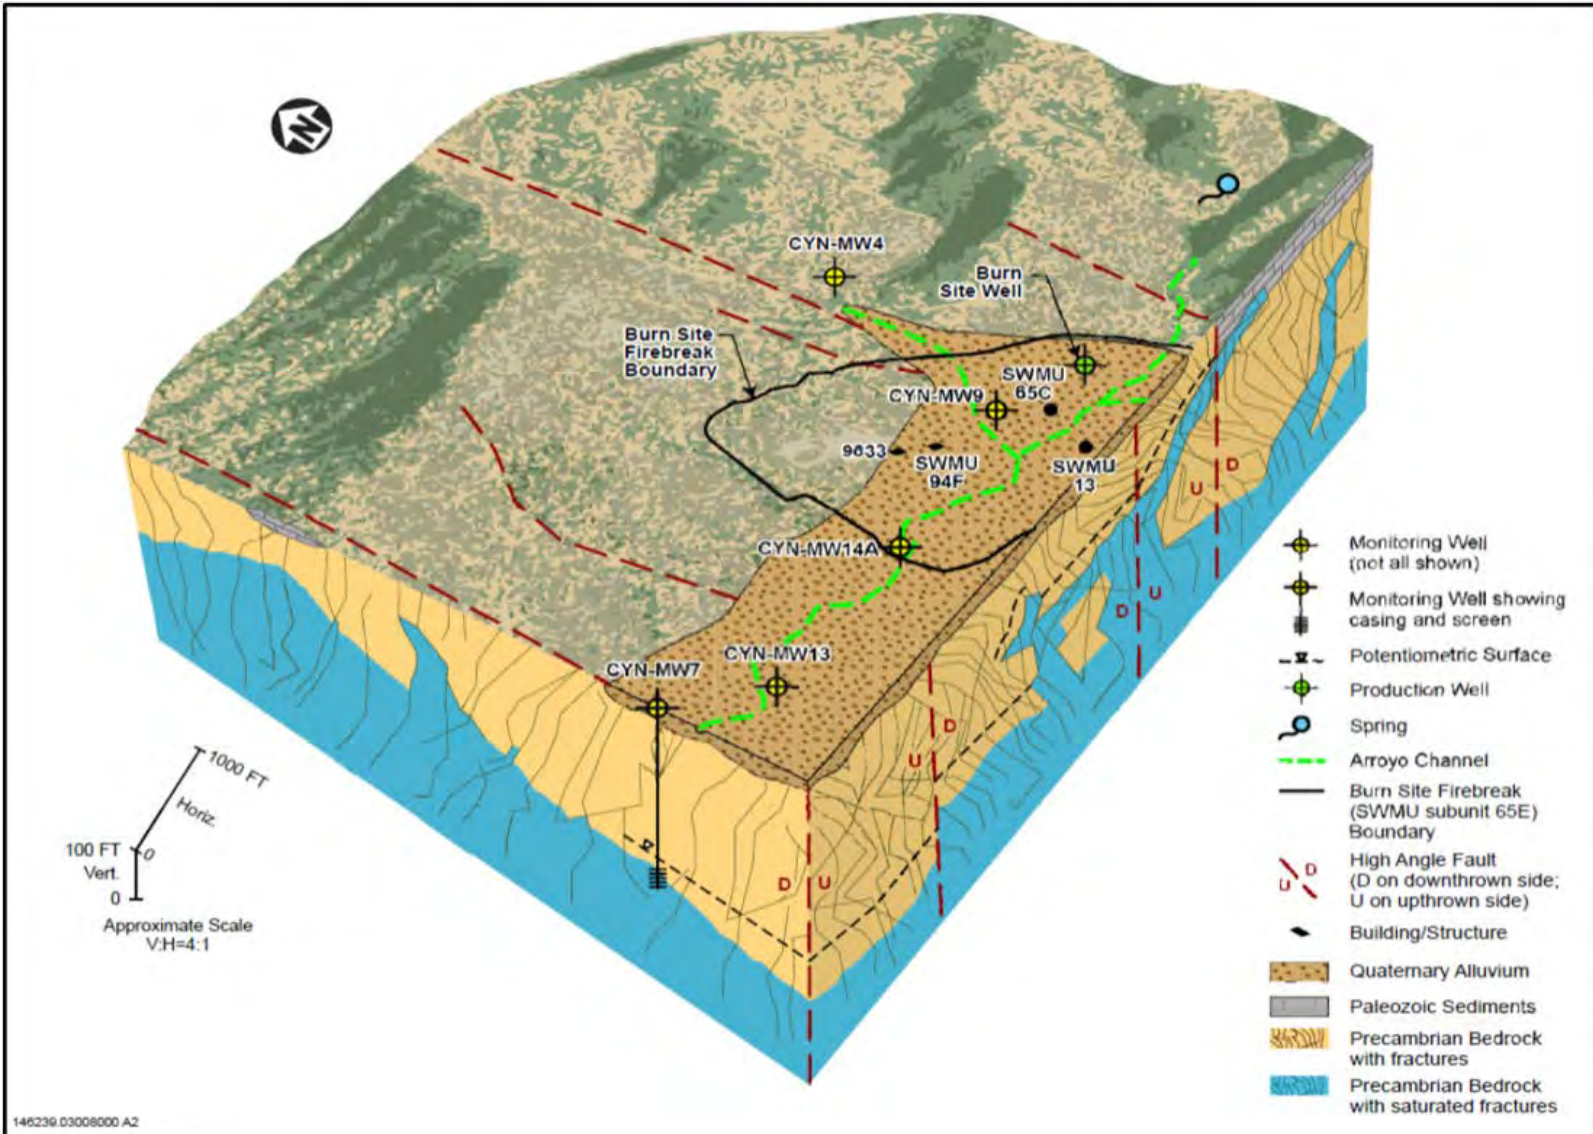 N
CYN-MW4
Burn
Site Well
Burn Site
Firebreak
Boundary
SWMU
65C
CYN-MW9
9633
SWMU
94F
SWMU
13
D
U
CYN-MW14A
D
U
CYN-MW13
CYN-MW7
D
U
D
U
1000 FT
Horiz.
100 FT
0
Vert.
0
Approximate Scale
V:H=4:1
Monitoring Well
(not all shown)
Monitoring Well showing
casing and screen
Potentiometric Surface
Production Well
Spring
Arroyo Channel
Burn Site Firebreak
(SWMU subunit 65E)
Boundary
D
U
High Angle Fault
(D on downthrown side;
U on upthrown side)
Building/Structure
Quaternary Alluvium
Paleozoic Sediments
Precambrian Bedrock
with fractures
Precambrian Bedrock
with saturated fractures
146239.03008000 A2